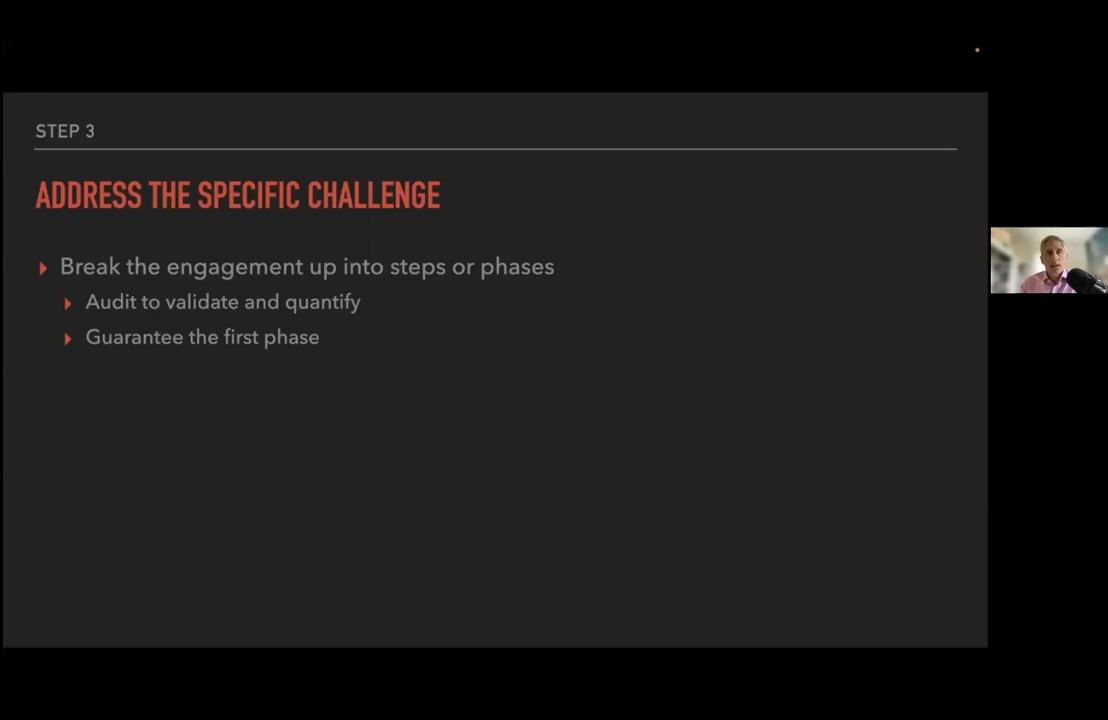 STEP 3
ADDRESS THE SPECIFIC CHALLENGE
Break the engagement up into steps or phases
Audit to validate and quantify
Guarantee the first phase